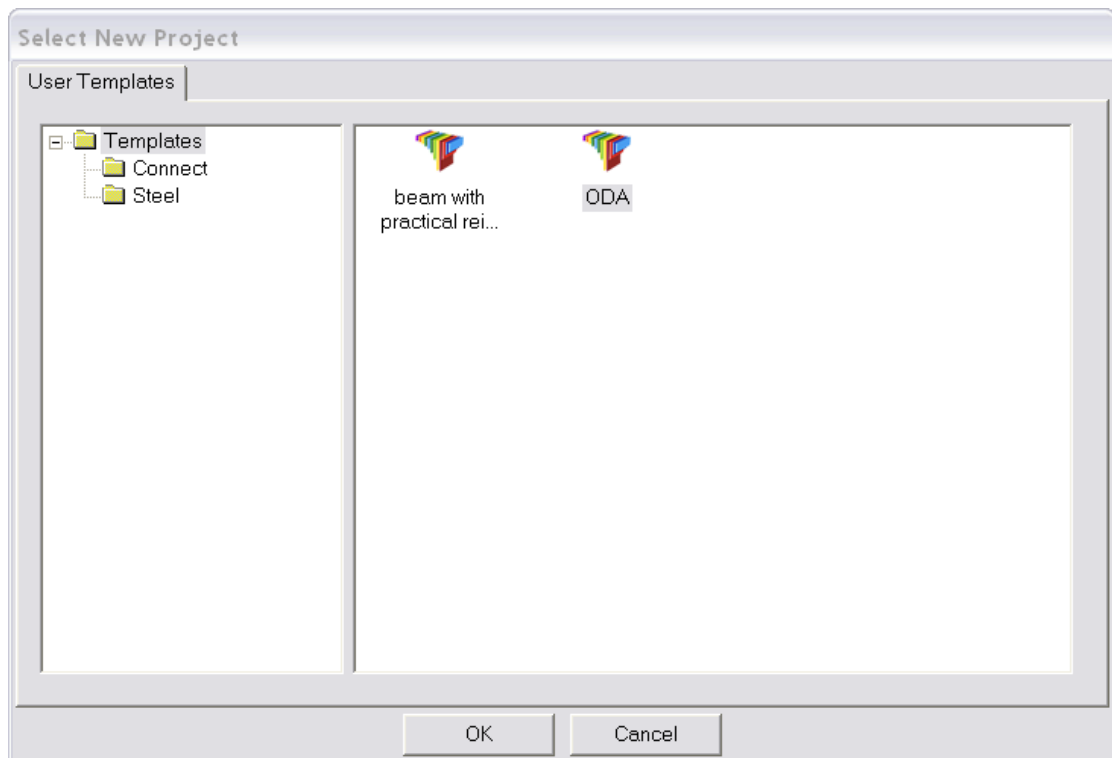 Select New Project
User Templates
Templates
Connect
Steel
beam with
practical rei...
ODA
OK
Cancel